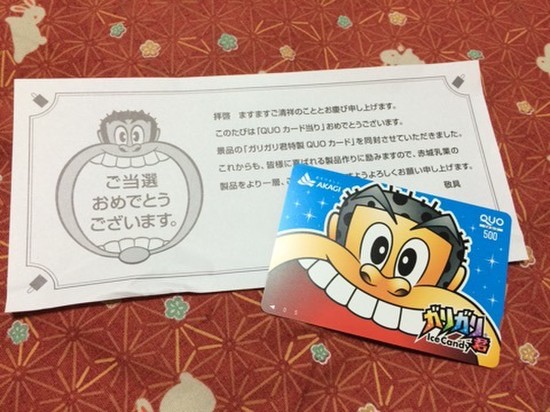 拝啓 ますますご清祥のこととお慶び申し上げます。
このたびは「QUOカード当り」おめでとうございます。
景品の「ガリガリ君特製QUOカード」を同封させていただきました。
これからも、皆様に喜ばれる製品作りに励みますので、赤城乳業の
製品をより一層、ご
ようよろしくお願い申し上げます。
敬具
ご当選
おめでとう
ございます。
AKAGI
QUO
500
ガリガリ君
Ice Candy